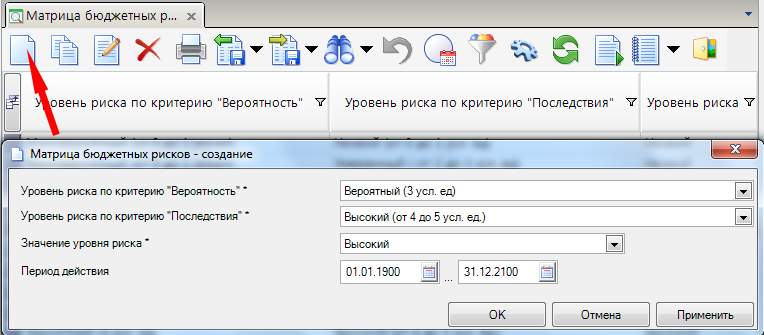 Матрица бюджетных р...
Уровень риска по критерию "Вероятность" Уровень риска по критерию "Последствия" Уровень риска
Матрица бюджетных рисков - создание
Уровень риска по критерию "Вероятность" * Вероятный (3 усл. ед)
Уровень риска по критерию "Последствия" * Высокий (от 4 до 5 усл. ед.)
Значение уровня риска * Высокий
Период действия 01.01.1900 ... 31.12.2100
OK Отмена Применить